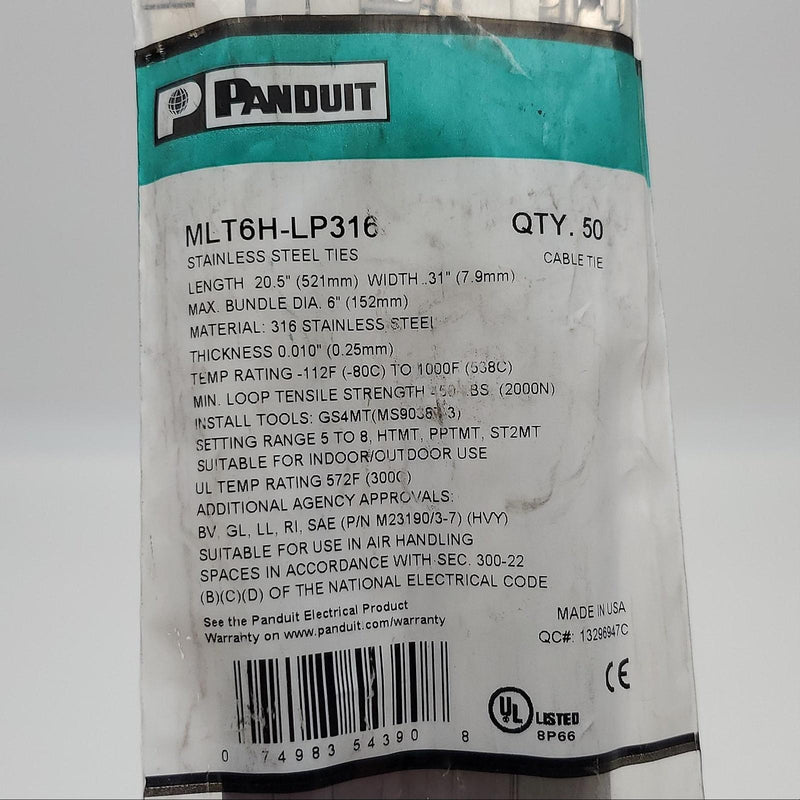 P PANDUIT
MLT6H-LP316 QTY. 50
STAINLESS STEEL TIES CABLE TIE
LENGTH 20.5" (521mm) WIDTH .31" (7.9mm)
MAX. BUNDLE DIA. 6" (152mm)
MATERIAL: 316 STAINLESS STEEL
THICKNESS 0.010" (0.25mm)
TEMP RATING -112F (-80C) TO 1000F (538C)
MIN. LOOP TENSILE STRENGTH 450 LBS. (2000N)
INSTALL TOOLS: GS4MT
SETTING RANGE 5 TO 8, HTMT, PPTMT, ST2MT
SUITABLE FOR INDOOR/OUTDOOR USE
UL TEMP RATING 572F (300C)
ADDITIONAL AGENCY APPROVALS:
BV, GL, LL, RI, SAE (P/N M23190/3-7) (HVY)
SUITABLE FOR USE IN AIR HANDLING
SPACES IN ACCORDANCE WITH SEC. 300-22
(B)(C)(D) OF THE NATIONAL ELECTRICAL CODE
See the Panduit Electrical Product
Warranty on www.panduit.com/warranty
MADE IN USA
QC#: 13296947C
CE
UL LISTED
8P66
0 74983 54390 8